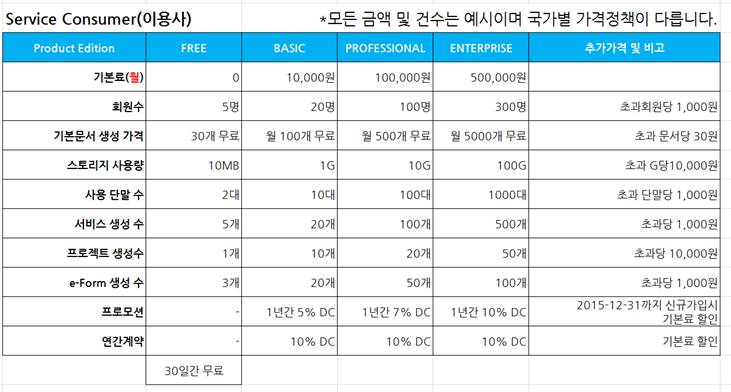 Service Consumer(이용사) *모든 금액 및 건수는 예시이며 국가별 가격정책이 다릅니다.
Product Edition FREE BASIC PROFESSIONAL ENTERPRISE 추가가격 및 비고
기본료(월) 0 10,000원 100,000원 500,000원
회원수 5명 20명 100명 300명 초과회원당 1,000원
기본문서 생성 가격 30개 무료 월 100개 무료 월 500개 무료 월 5000개 무료 초과 문서당 30원
스토리지 사용량 10MB 1G 10G 100G 초과 G당10,000원
사용 단말 수 2대 10대 100대 1000대 초과 단말당 1,000원
서비스 생성 수 5개 20개 100개 500개 초과당 1,000원
프로젝트 생성수 1개 10개 20개 50개 초과당 10,000원
e-Form 생성 수 3개 20개 50개 100개 초과당 1,000원
프로모션 - 1년간 5% DC 1년간 7% DC 1년간 10% DC 2015-12-31까지 신규가입시
기본료 할인
연간계약 - 10% DC 10% DC 10% DC 기본료 할인
30일간 무료